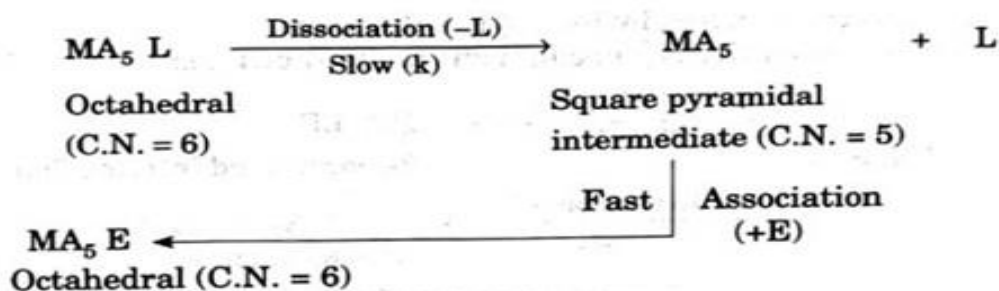 Dissociation (–L)
MA₅ L MA₅ + L
Slow (k)
Octahedral Square pyramidal
(C.N. = 6) intermediate (C.N. = 5)
Fast Association
(+E)
MA₅ E
Octahedral (C.N. = 6)